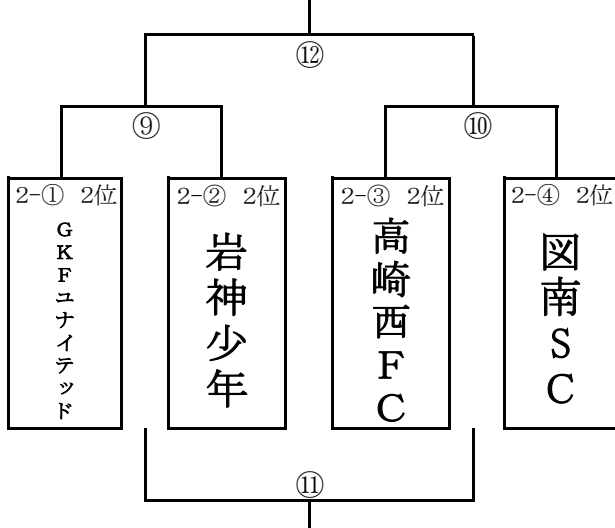 ⑫
⑨
⑩
2-① 2位
GKFユナイテッド
2-② 2位
岩神少年
2-③ 2位
高崎西FC
2-④ 2位
図南SC
⑪